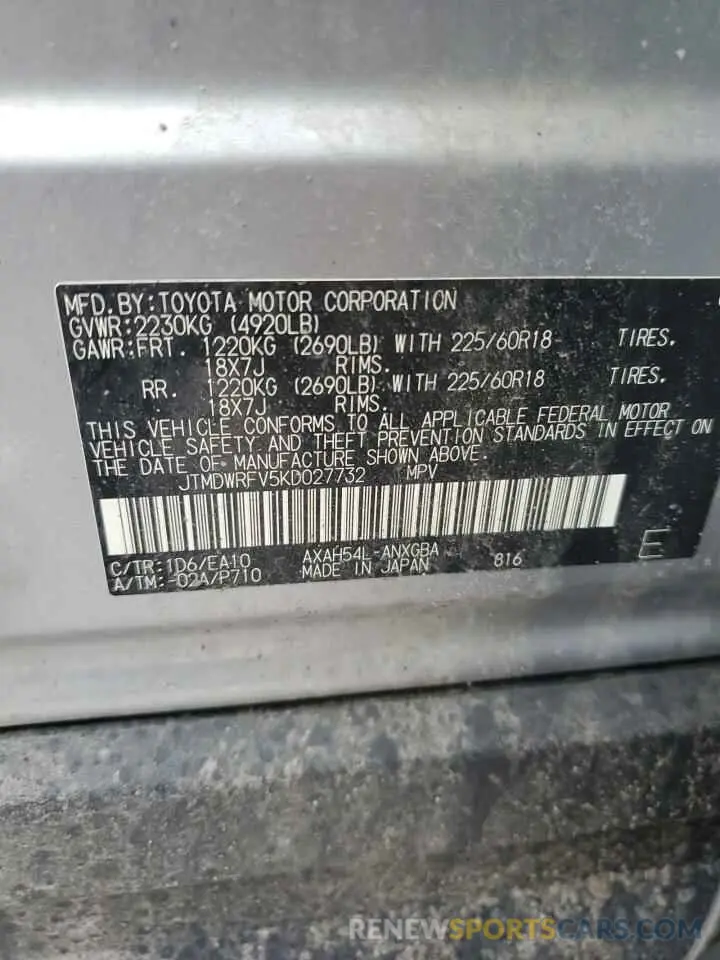 MFD.BY:TOYOTA MOTOR CORPORATION
GVWR:2230KG (4920LB)
GAWR:FRT. 1220KG (2690LB) WITH 225/60R18 TIRES.
18X7J RIMS.
RR. 1220KG (2690LB) WITH 225/60R18 TIRES.
18X7J RIMS.
THIS VEHICLE CONFORMS TO ALL APPLICABLE FEDERAL MOTOR
VEHICLE SAFETY AND THEFT PREVENTION STANDARDS IN EFFECT ON
THE DATE OF MANUFACTURE SHOWN ABOVE.
JTMDWRFV5KD027732 MPV
C/TR:1D6/EA10 AXAH54L-ANXGBA
A/TM:-02A/P710 MADE IN JAPAN 816 E
RENEWSPORTSCARS.COM